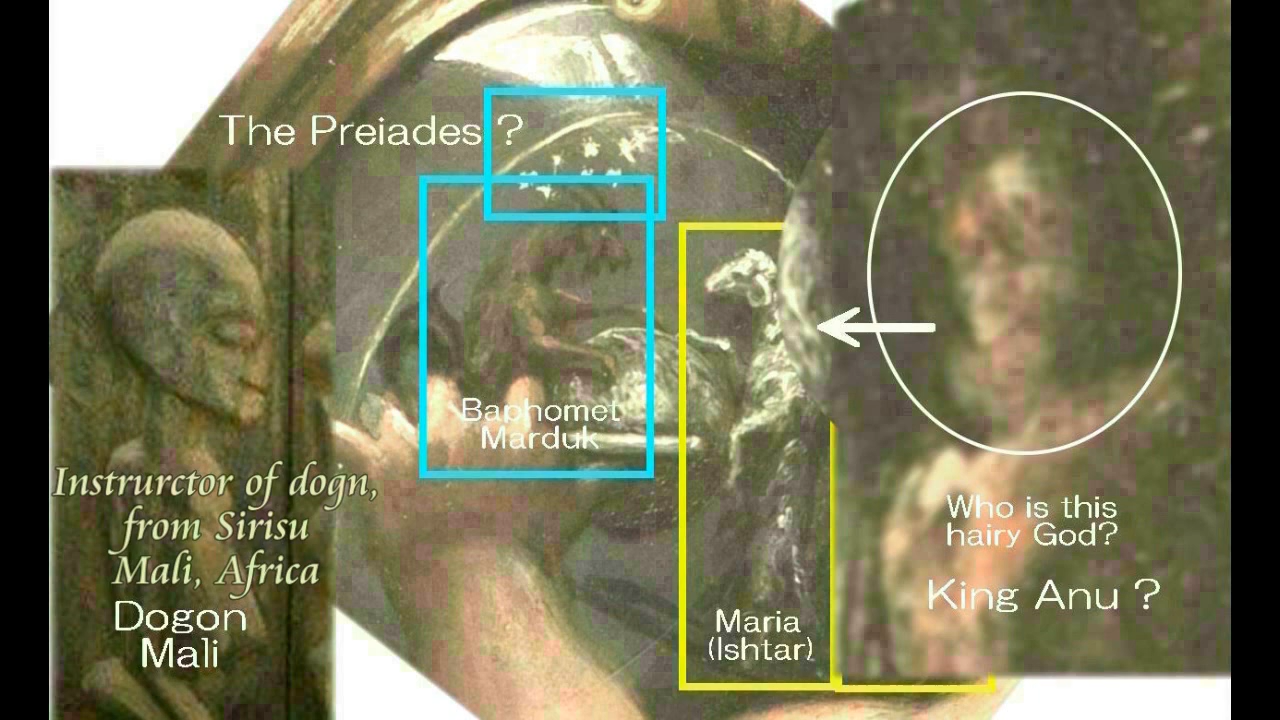 The Preiades ?
Baphomet
Marduk
Instrurctor of dogn,
from Sirisu
Mali, Africa
Dogon
Mali
Maria
(Ishtar)
Who is this
hairy God?
King Anu ?